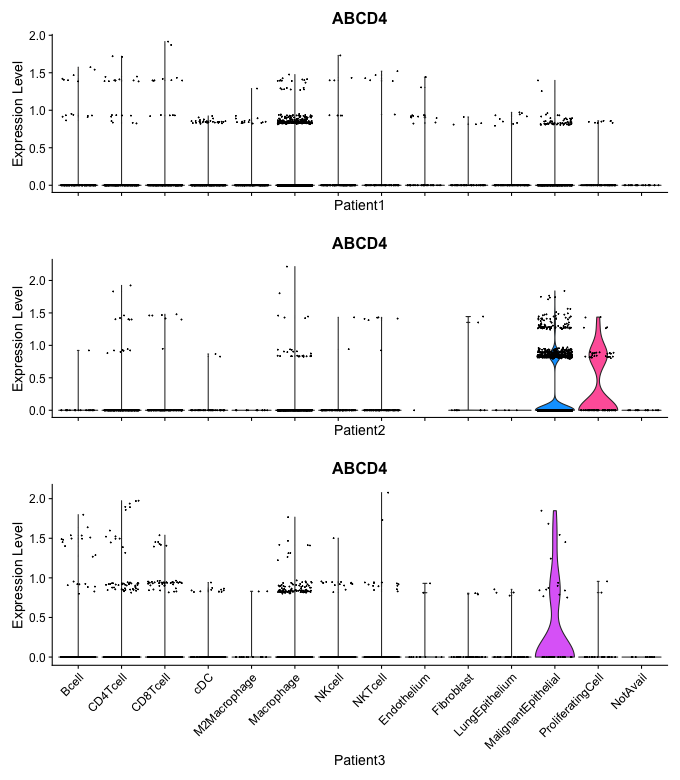 ABCD4
Expression Level
2.0
1.5
1.0
0.5
0.0
Patient1
ABCD4
Expression Level
2.0
1.5
1.0
0.5
0.0
Patient2
ABCD4
Expression Level
2.0
1.5
1.0
0.5
0.0
Bcell
CD4Tcell
CD8Tcell
cDC
M2Macrophage
Macrophage
NKcell
NKTcell
Endothelium
Fibroblast
LungEpithelium
MalignantEpithelial
ProliferatingCell
NotAvail
Patient3